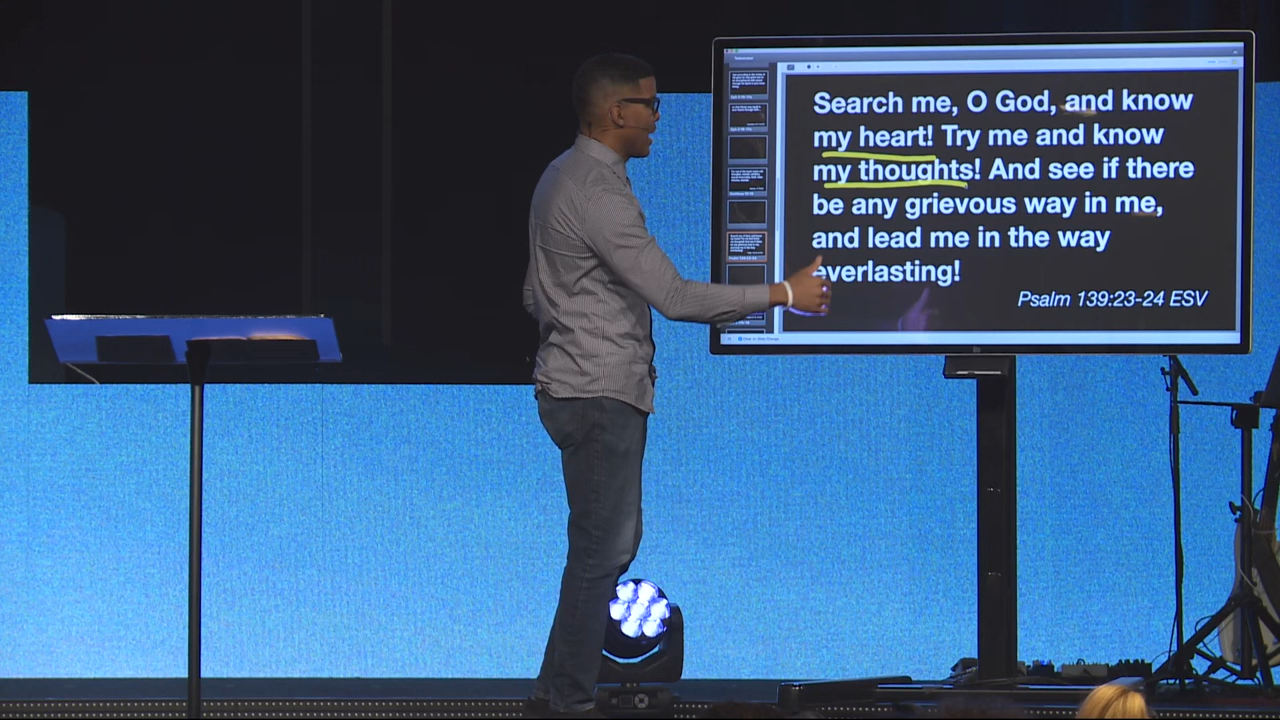 Search me, O God, and know
my heart! Try me and know
my thoughts! And see if there
be any grievous way in me,
and lead me in the way
everlasting!
Psalm 139:23-24 ESV